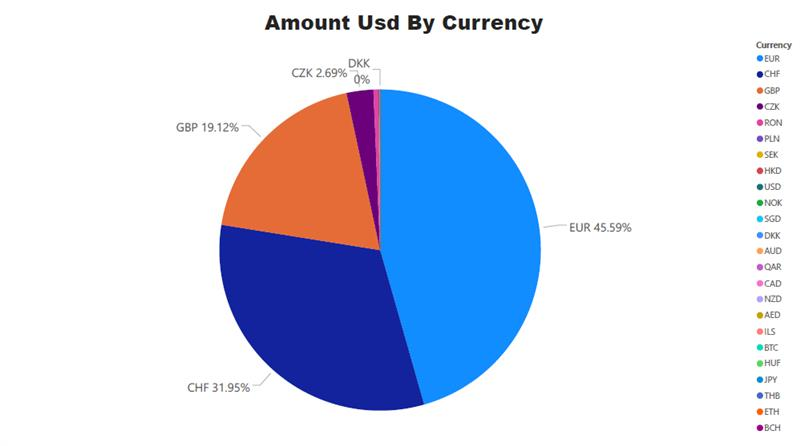 Amount Usd By Currency
DKK
0%
CZK 2.69%
GBP 19.12%
EUR 45.59%
CHF 31.95%
Currency
EUR
CHF
GBP
CZK
RON
PLN
SEK
HKD
USD
NOK
SGD
DKK
AUD
QAR
CAD
NZD
AED
ILS
BTC
HUF
JPY
THB
ETH
BCH